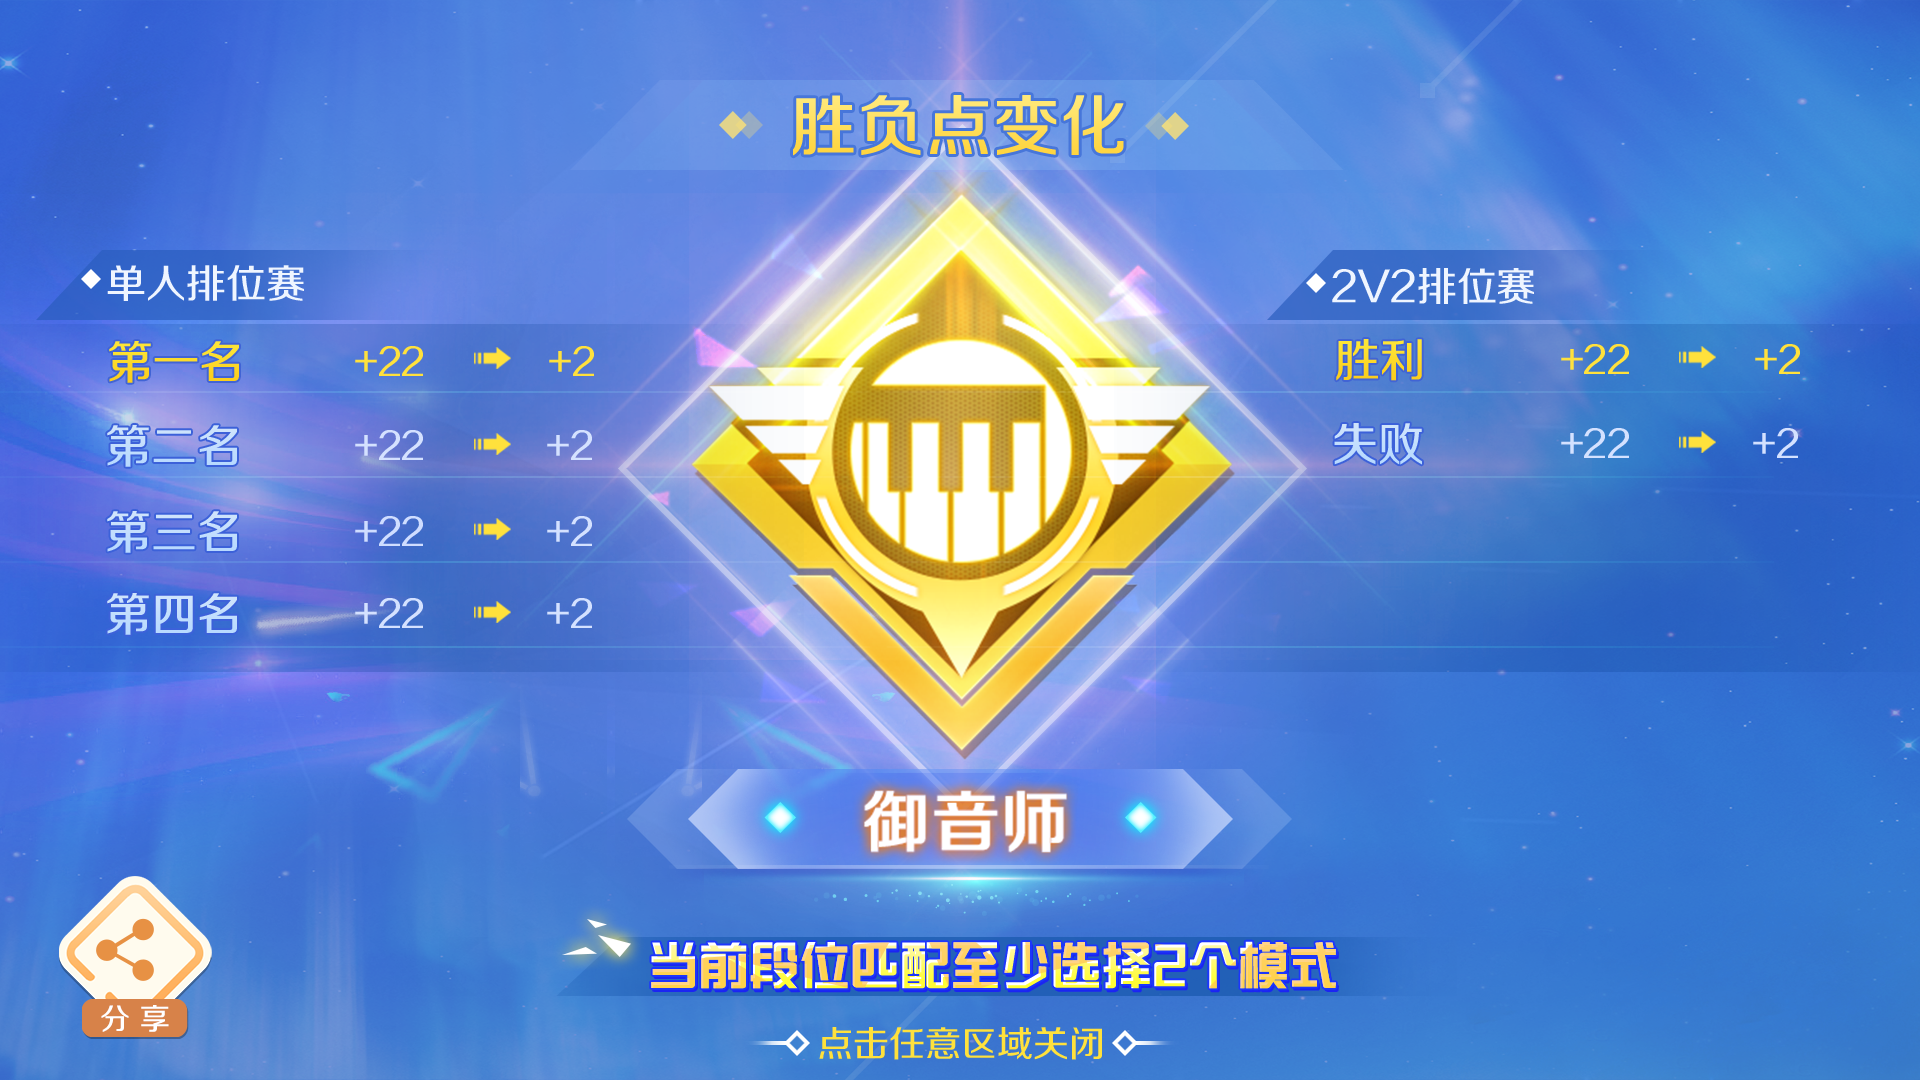 胜负点变化
单人排位赛
第一名 +22 +2
第二名 +22 +2
第三名 +22 +2
第四名 +22 +2
2V2排位赛
胜利 +22 +2
失败 +22 +2
御音师
当前段位匹配至少选择2个模式
点击任意区域关闭
分享